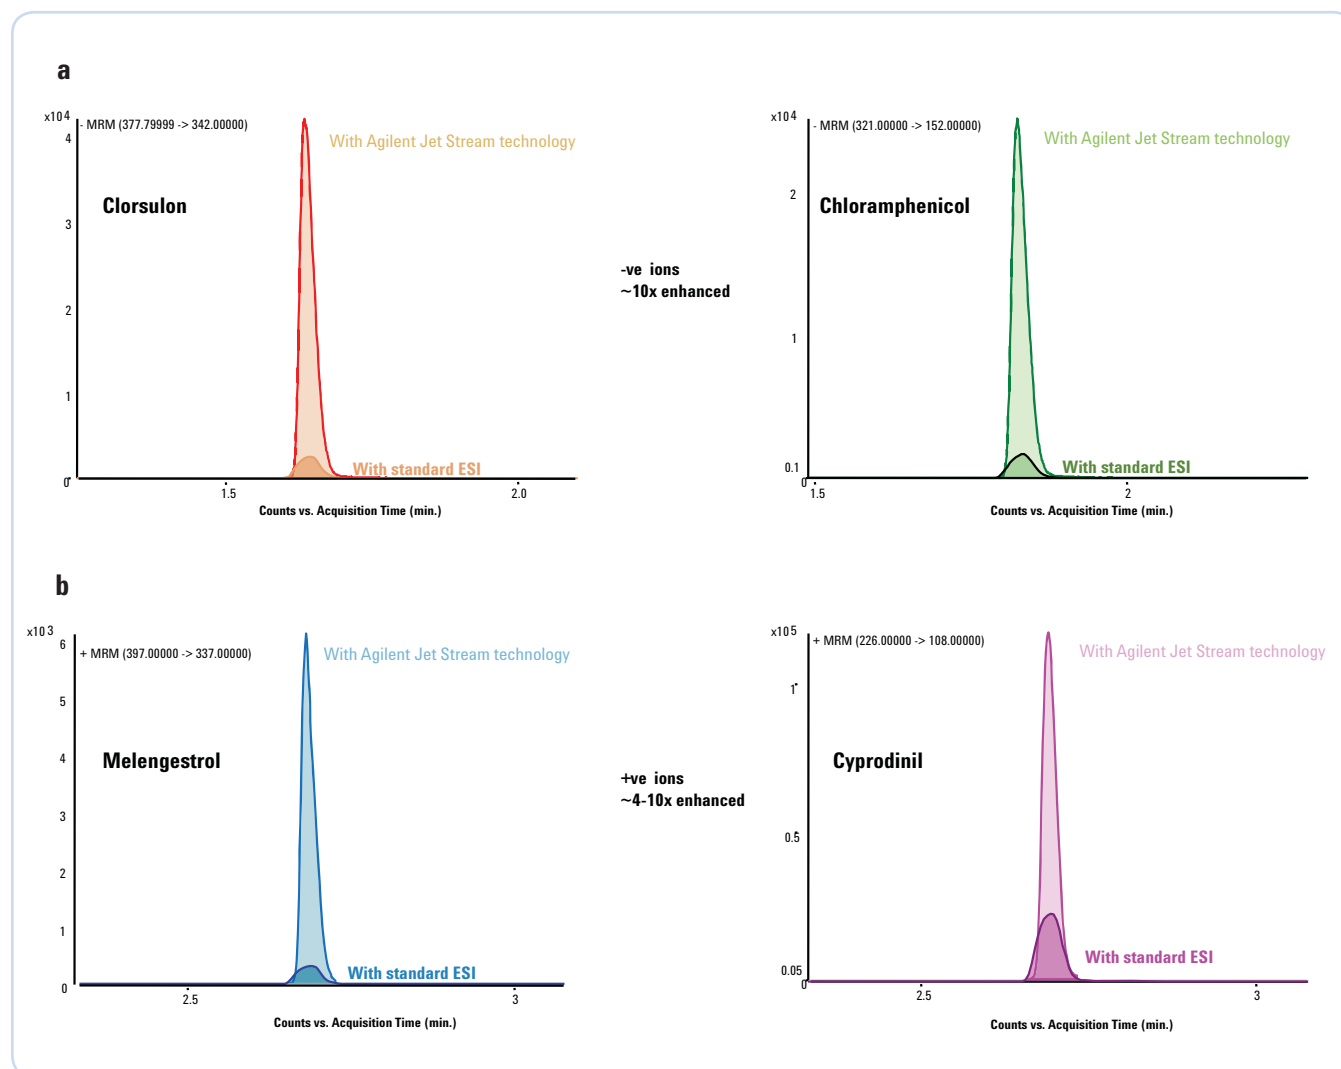 a
x10 4
- MRM (377.79999 -> 342.00000)
With Agilent Jet Stream technology
4
Clorsulon
3
2
1
0
With standard ESI
1.5
2.0
Counts vs. Acquisition Time (min.)
-ve ions
~10x enhanced
x10 4
- MRM (321.00000 -> 152.00000)
With Agilent Jet Stream technology
2
Chloramphenicol
1
0.1
0
With standard ESI
1.5
2
Counts vs. Acquisition Time (min.)
b
x10 3
6
+ MRM (397.00000 -> 337.00000)
With Agilent Jet Stream technology
5
4
Melengestrol
3
2
1
0
With standard ESI
2.5
3
Counts vs. Acquisition Time (min.)
+ve ions
~4-10x enhanced
x10 5
+ MRM (226.00000 -> 108.00000)
With Agilent Jet Stream technology
1
Cyprodinil
0.5
0.05
0
With standard ESI
2.5
3
Counts vs. Acquisition Time (min.)